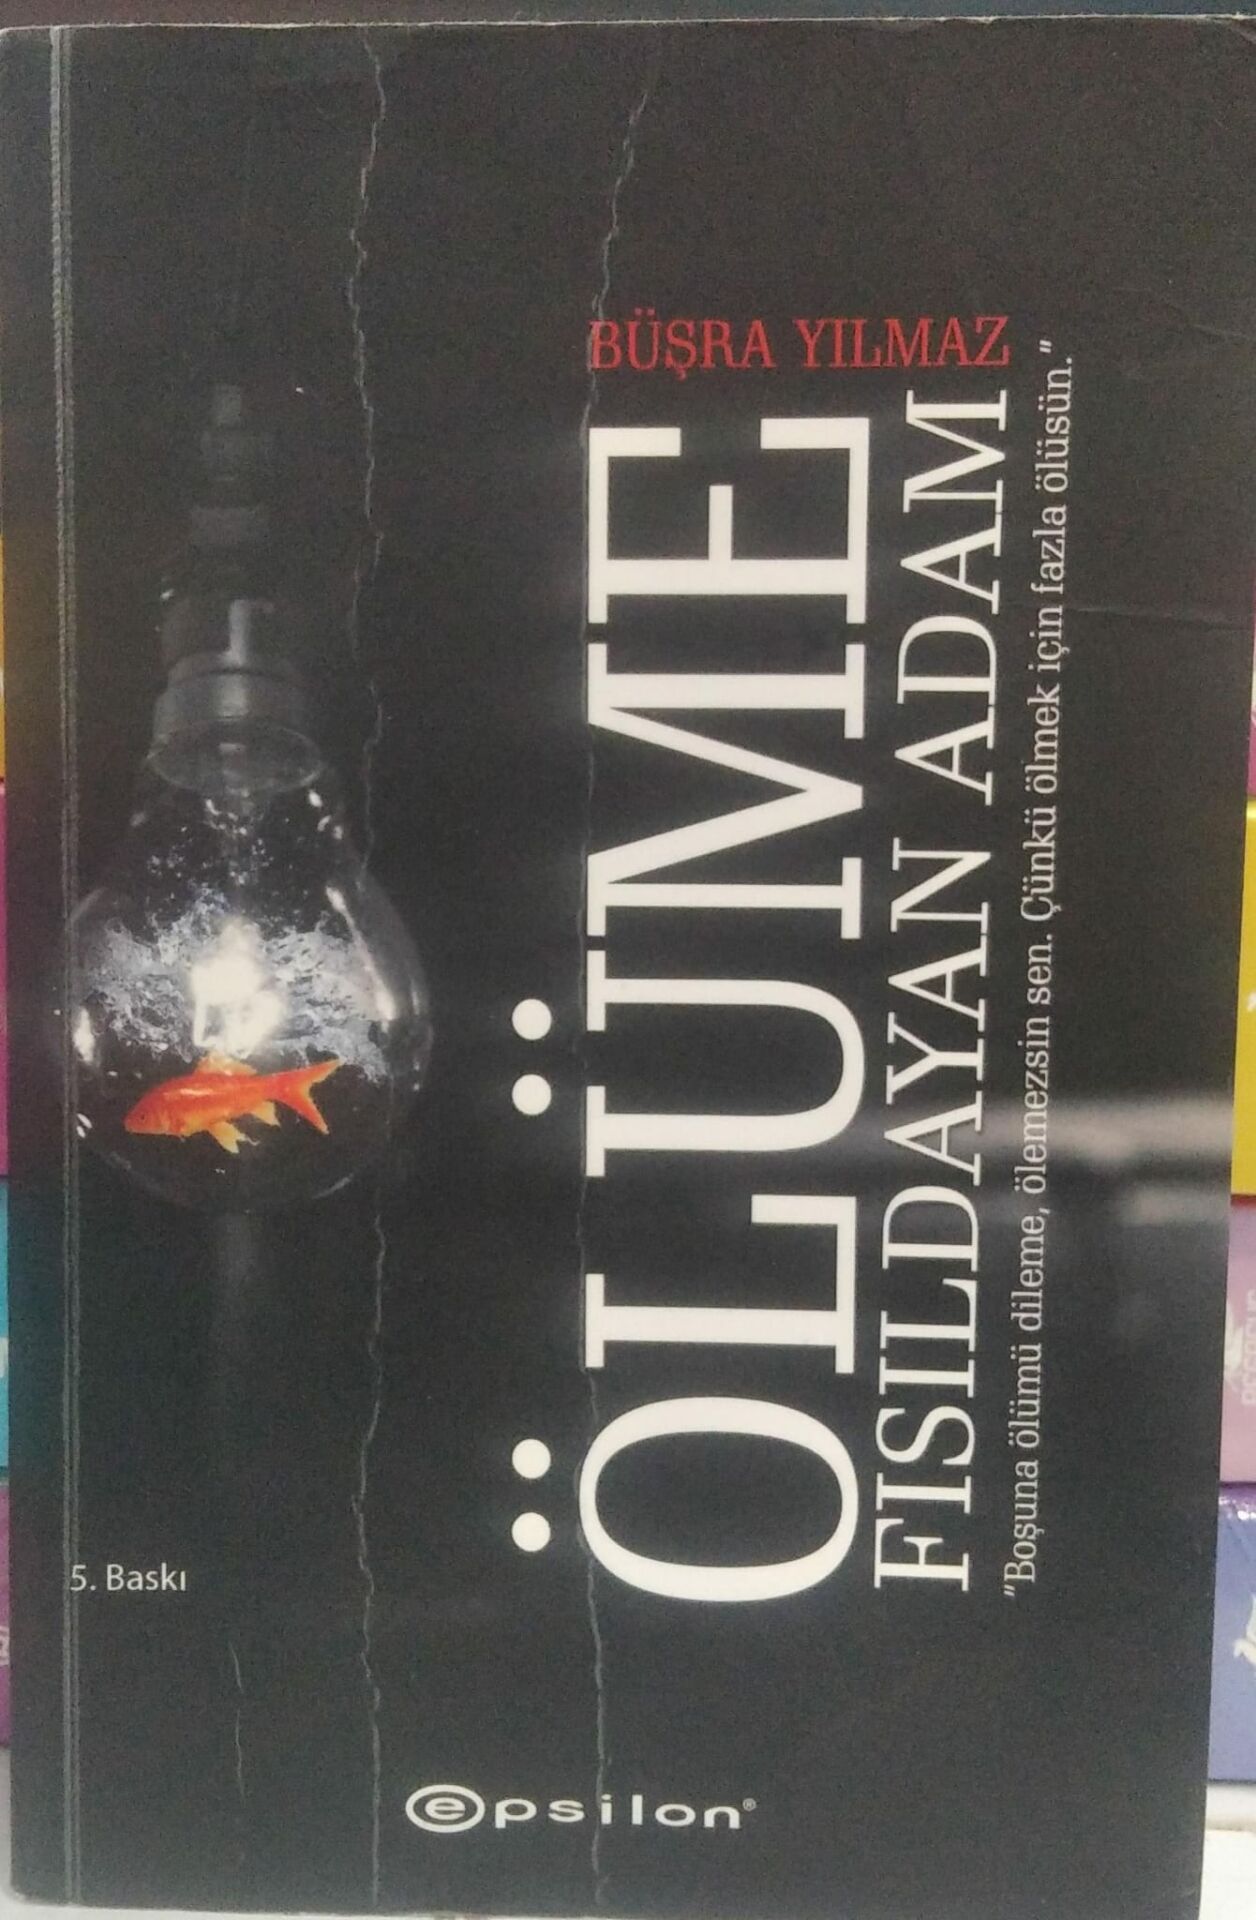 BÜŞRA YILMAZ
ÖLÜME
FISILDAYAN ADAM
"Boşuna ölümü dileme, ölemezsin sen. Çünkü ölmek için fazla ölüsün."
5. Baskı
epsilon®